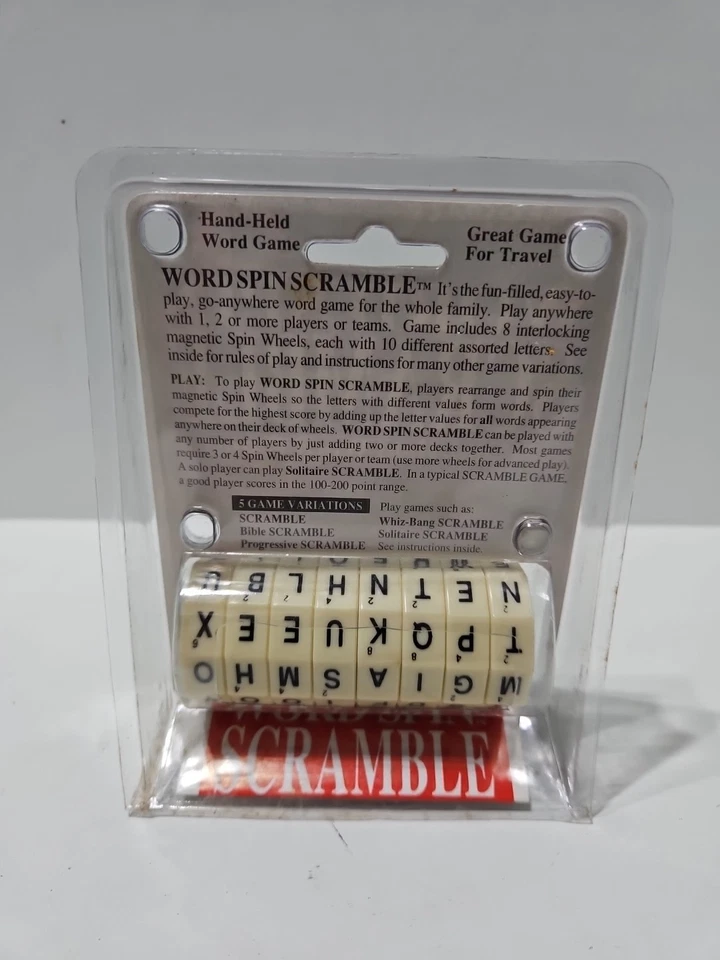 Hand-Held
Word Game
Great Game
For Travel
WORD SPIN SCRAMBLE™ It's the fun-filled, easy-to-
play, go-anywhere word game for the whole family. Play anywhere
with 1, 2 or more players or teams. Game includes 8 interlocking
magnetic Spin Wheels, each with 10 different assorted letters. See
inside for rules of play and instructions for many other game variations.
PLAY: To play WORD SPIN SCRAMBLE, players rearrange and spin their
magnetic Spin Wheels so the letters with different values form words. Players
compete for the highest score by adding up the letter values for all words appearing
anywhere on their deck of wheels. WORD SPIN SCRAMBLE can be played with
any number of players by just adding two or more decks together. Most games
require 3 or 4 Spin Wheels per player or team (use more wheels for advanced play).
A solo player can play Solitaire SCRAMBLE. In a typical SCRAMBLE GAME,
a good player scores in the 100-200 point range.
5 GAME VARIATIONS
SCRAMBLE
Bible SCRAMBLE
Progressive SCRAMBLE
Play games such as:
Whiz-Bang SCRAMBLE
Solitaire SCRAMBLE
See instructions inside.
U B L H N T E N
X E E U K Q P T
O H M S A I G M
WORD SPIN
SCRAMBLE